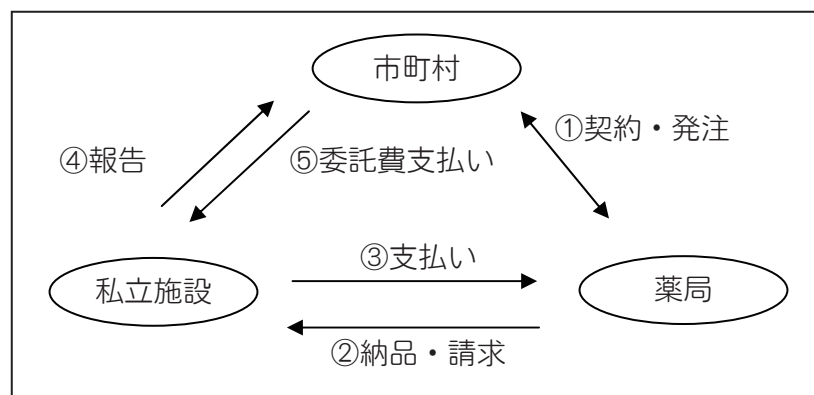 市町村
①契約・発注
④報告
⑤委託費支払い
③支払い
私立施設
薬局
②納品・請求